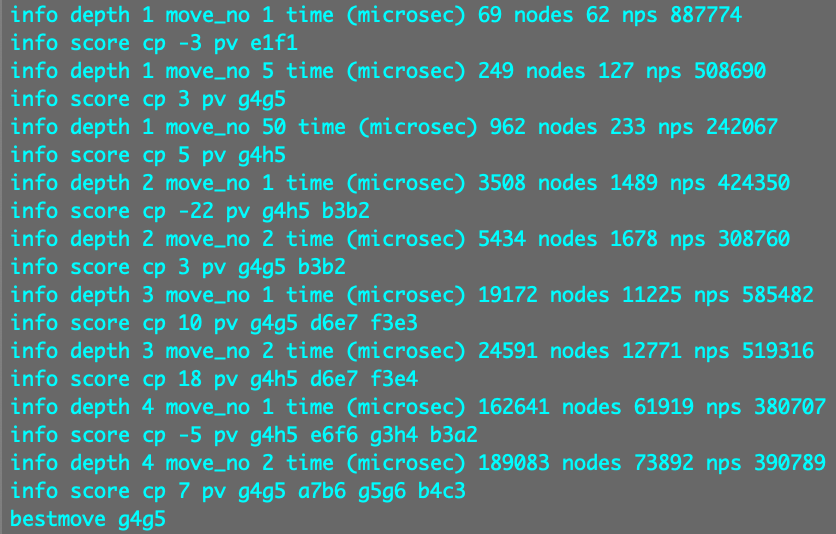 info depth 1 move_no 1 time (microsec) 69 nodes 62 nps 887774
info score cp -3 pv e1f1
info depth 1 move_no 5 time (microsec) 249 nodes 127 nps 508690
info score cp 3 pv g4g5
info depth 1 move_no 50 time (microsec) 962 nodes 233 nps 242067
info score cp 5 pv g4h5
info depth 2 move_no 1 time (microsec) 3508 nodes 1489 nps 424350
info score cp -22 pv g4h5 b3b2
info depth 2 move_no 2 time (microsec) 5434 nodes 1678 nps 308760
info score cp 3 pv g4g5 b3b2
info depth 3 move_no 1 time (microsec) 19172 nodes 11225 nps 585482
info score cp 10 pv g4g5 d6e7 f3e3
info depth 3 move_no 2 time (microsec) 24591 nodes 12771 nps 519316
info score cp 18 pv g4h5 d6e7 f3e4
info depth 4 move_no 1 time (microsec) 162641 nodes 61919 nps 380707
info score cp -5 pv g4h5 e6f6 g3h4 b3a2
info depth 4 move_no 2 time (microsec) 189083 nodes 73892 nps 390789
info score cp 7 pv g4g5 a7b6 g5g6 b4c3
bestmove g4g5